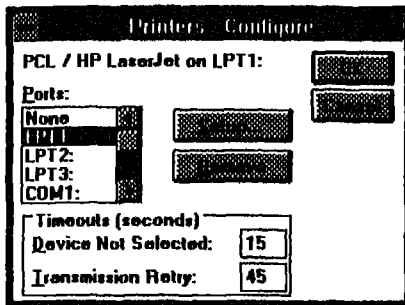 Printers - Configure
PCL / HP LaserJet on LPT1:
Ports:
None
LPT1:
LPT2:
LPT3:
COM1:
Timeouts (seconds)
Device Not Selected: 15
Transmission Retry: 45